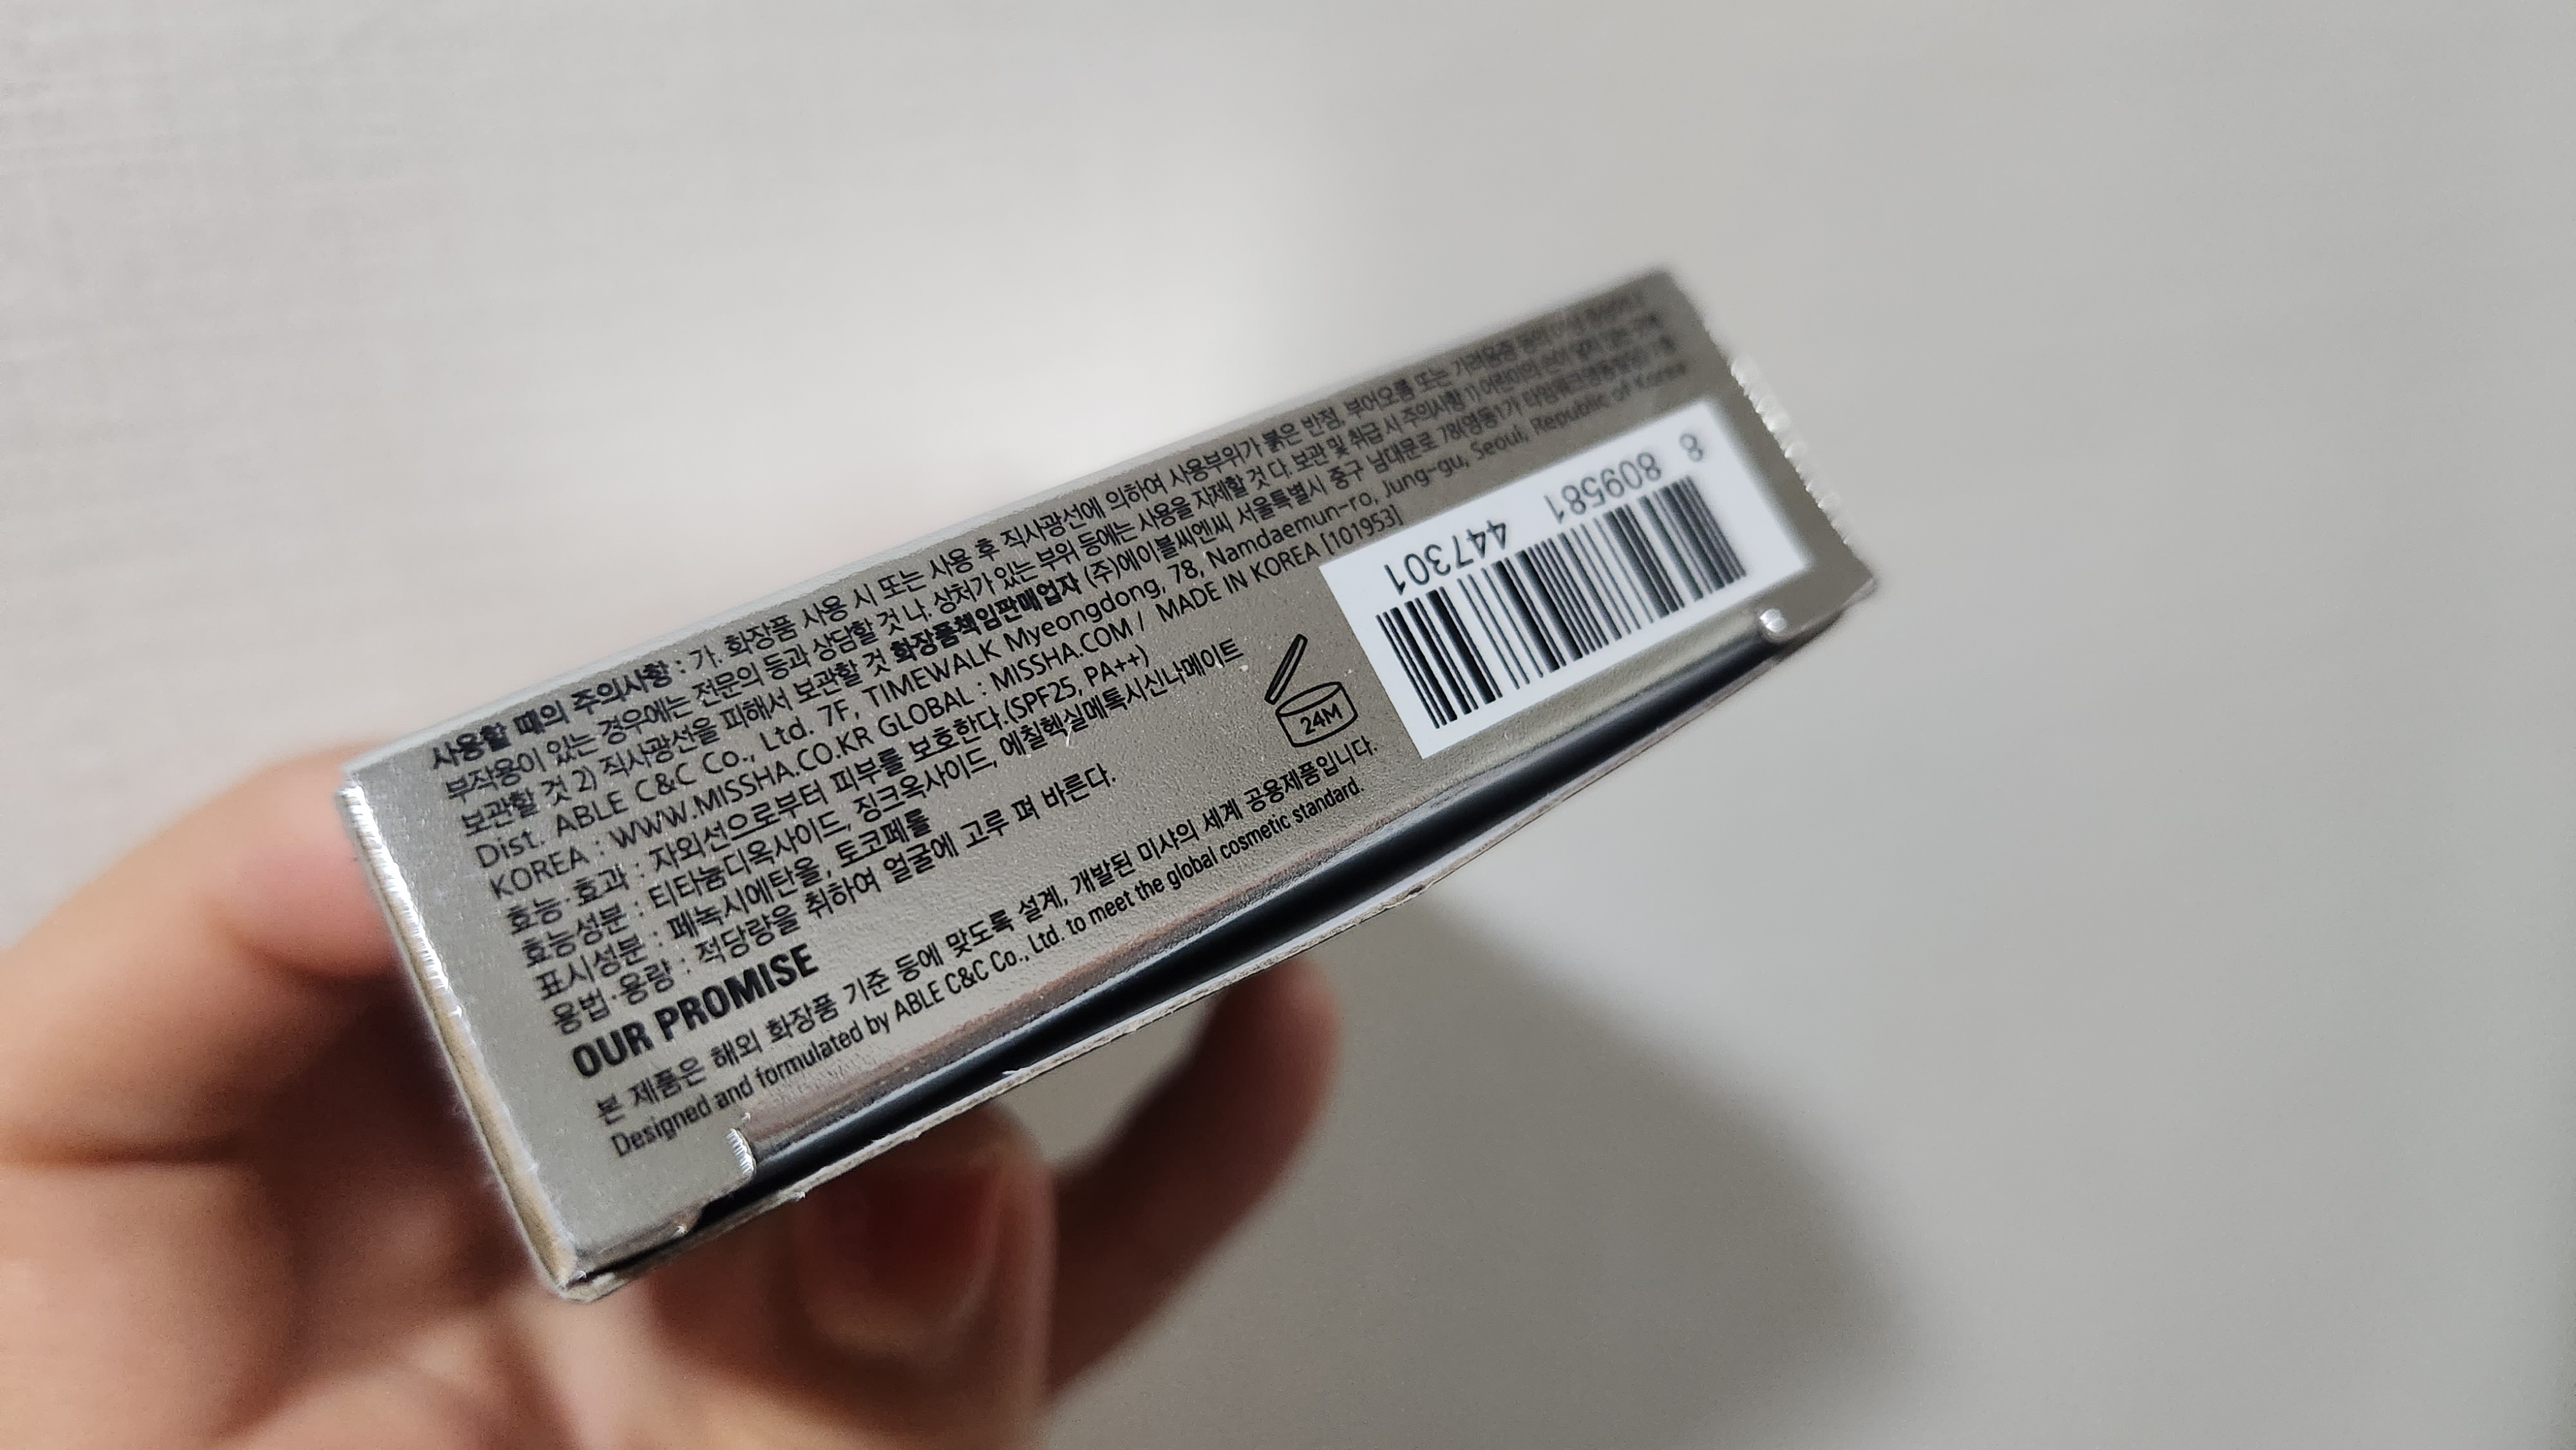 사용할 때의 주의사항 : 가. 화장품 사용 시 또는 사용 후 직사광선에 의하여 사용부위가 붉은 반점, 부어오름 또는 가려움증 등의 이상 증상이나
부작용이 있는 경우에는 전문의 등과 상담할 것 나. 상처가 있는 부위 등에는 사용을 자제할 것 다. 보관 및 취급 시 주의사항 1) 어린이의 손이 닿지 않는 곳에
보관할 것 2) 직사광선을 피해서 보관할 것 화장품책임판매업자 (주)에이블씨엔씨 서울특별시 중구 남대문로 78(명동1가
Dist. ABLE C&C Co., Ltd. 7F, TIMEWALK Myeongdong, 78, Namdaemun-ro, Jung-gu, Seoul, Republic of Korea
KOREA : WWW.MISSHA.CO.KR GLOBAL : MISSHA.COM / MADE IN KOREA [101953]
효능·효과 : 자외선으로부터 피부를 보호한다.(SPF25, PA++)
효능성분 : 티타늄디옥사이드, 징크옥사이드, 에칠헥실메톡시신나메이트
표시성분 : 페녹시에탄올, 토코페롤
용법·용량 : 적당량을 취하여 얼굴에 고루 펴 바른다.
OUR PROMISE
본 제품은 해외 화장품 기준 등에 맞도록 설계, 개발된 미샤의 세계 공용제품입니다.
Designed and formulated by ABLE C&C Co., Ltd. to meet the global cosmetic standard.
24M
8 809581 447301